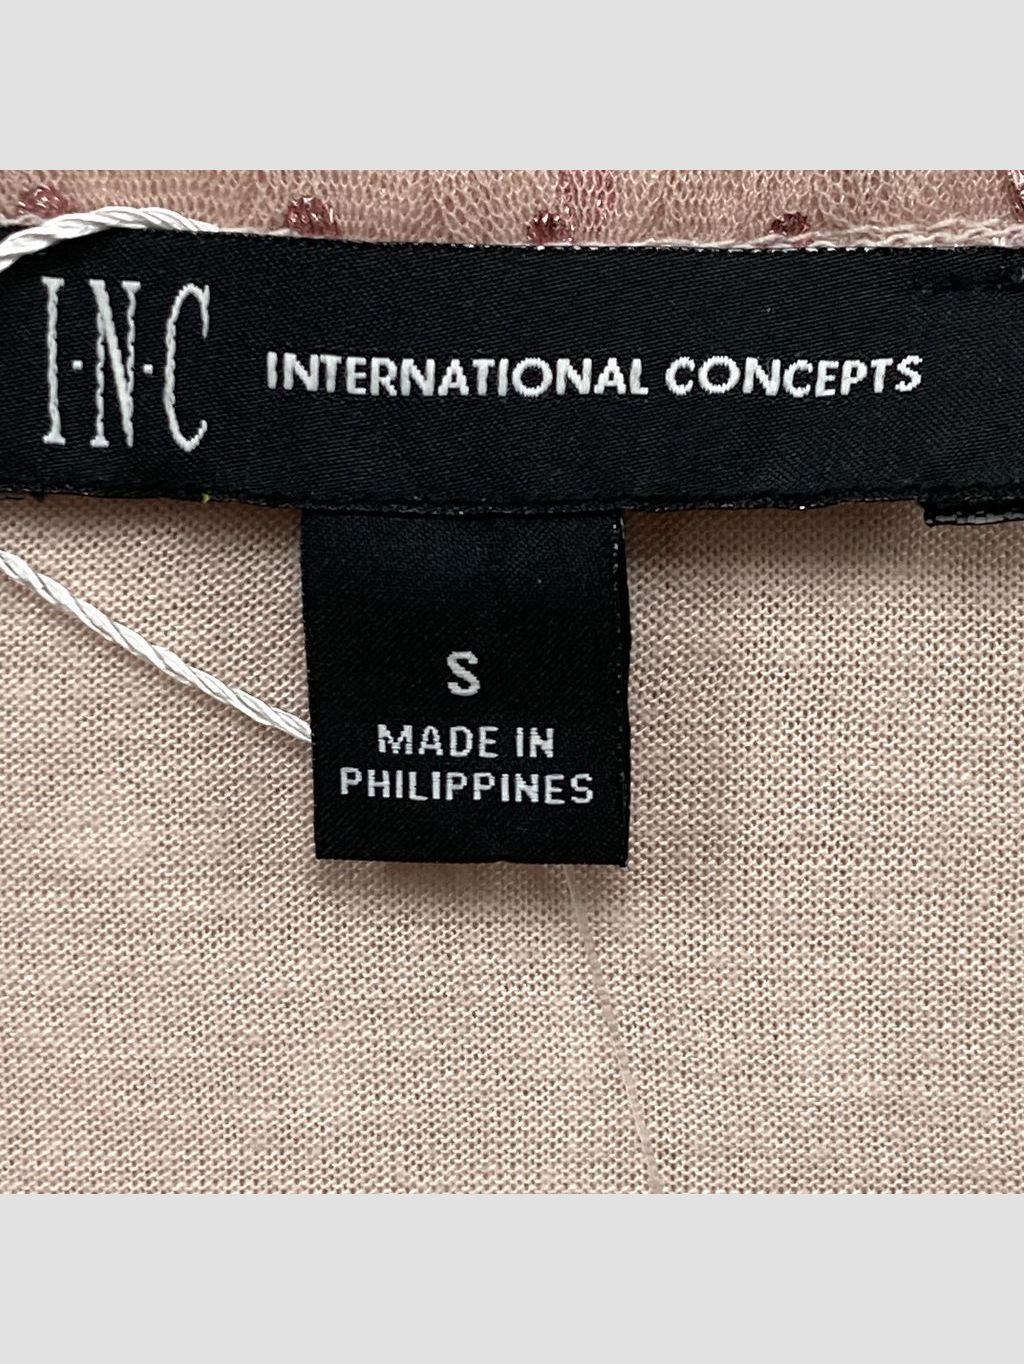 I·N·C INTERNATIONAL CONCEPTS
S
MADE IN
PHILIPPINES